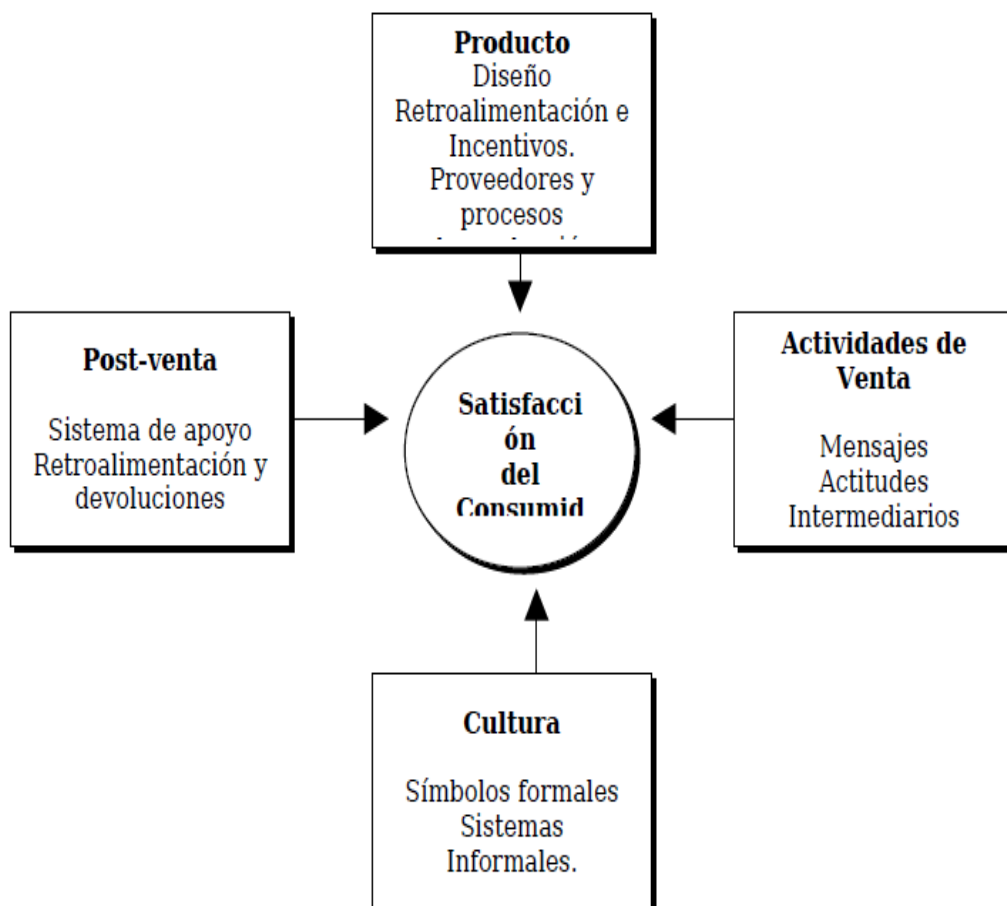 Producto
Diseño
Retroalimentación e
Incentivos.
Proveedores y
procesos
Post-venta
Sistema de apoyo
Retroalimentación y
devoluciones
Satisfacci
ón
del
Consumid
Actividades de
Venta
Mensajes
Actitudes
Intermediarios
Cultura
Símbolos formales
Sistemas
Informales.